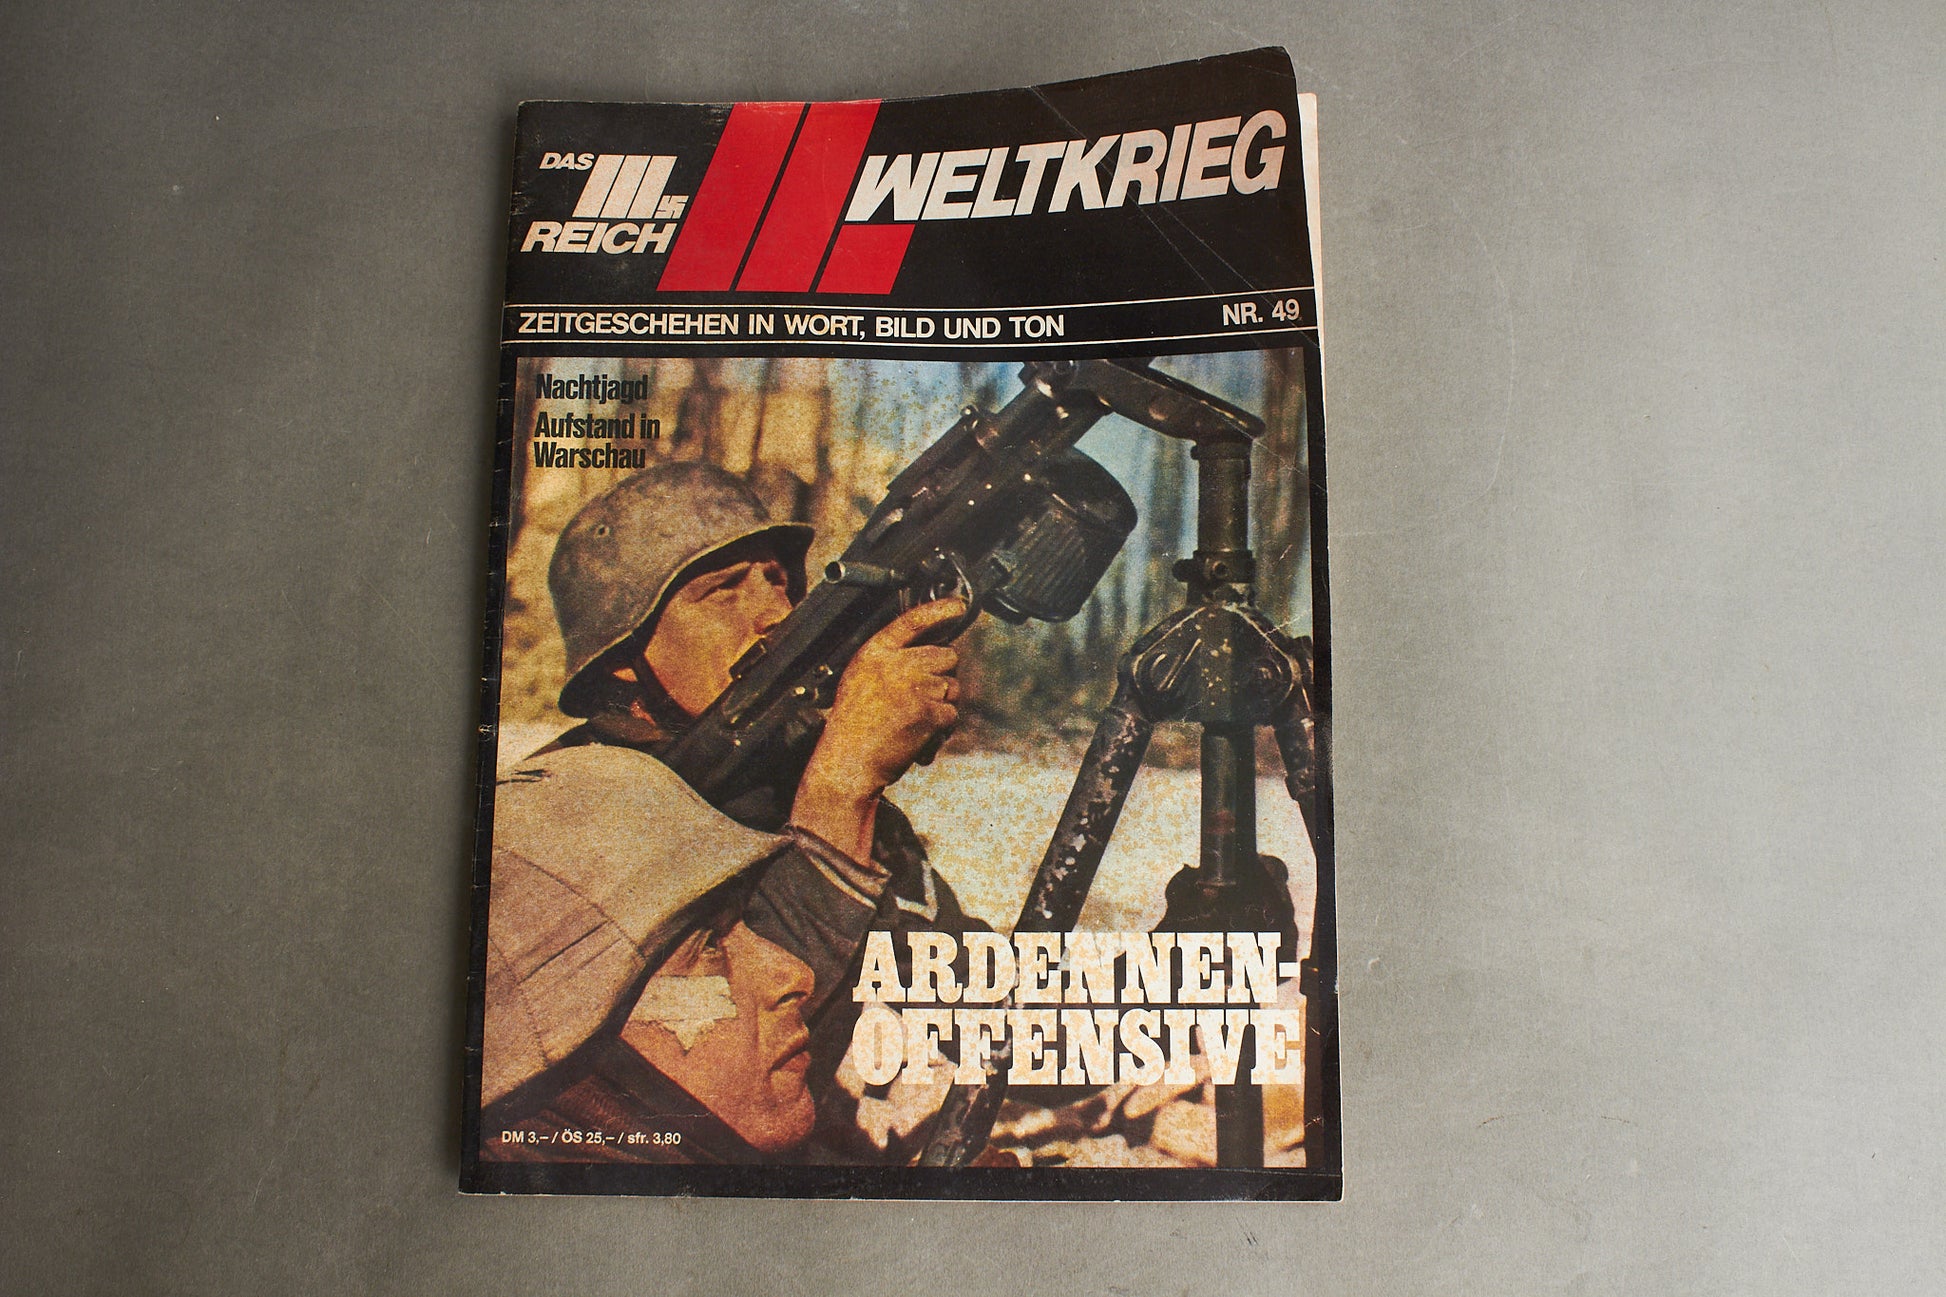 DAS
III.
REICH
II. WELTKRIEG
ZEITGESCHEHEN IN WORT, BILD UND TON
NR. 49
Nachtjagd
Aufstand in
Warschau
ARDENNEN-
OFFENSIVE
DM 3,– / ÖS 25,– / sfr. 3,80